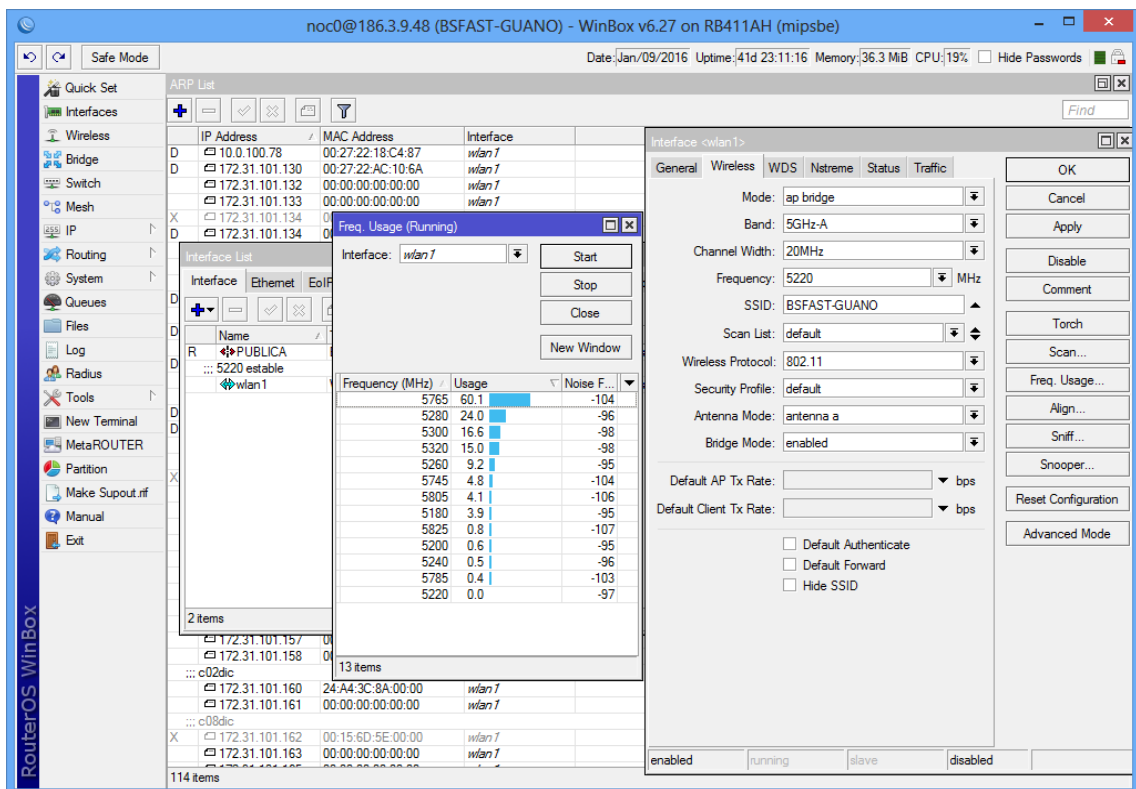 noc0@186.3.9.48 (BSFAST-GUANO) - WinBox v6.27 on RB411AH (mipsbe)
Safe Mode Date: Jan/09/2016 Uptime: 41d 23:11:16 Memory: 36.3 MiB CPU: 19% Hide Passwords
Quick Set
Interfaces
Wireless
Bridge
Switch
Mesh
IP
Routing
System
Queues
Files
Log
Radius
Tools
New Terminal
MetaROUTER
Partition
Make Supout.rif
Manual
Exit
RouterOS WinBox
ARP List
Find
IP Address MAC Address Interface
D 10.0.100.78 00:27:22:18:C4:87 wlan1
D 172.31.101.130 00:27:22:AC:10:6A wlan1
172.31.101.132 00:00:00:00:00:00 wlan1
172.31.101.133 00:00:00:00:00:00 wlan1
X 172.31.101.134
D 172.31.101.134
D
D
D
D
D
X
172.31.101.157
172.31.101.158
;;; c02dic
172.31.101.160 24:A4:3C:8A:00:00 wlan1
172.31.101.161 00:00:00:00:00:00 wlan1
;;; c08dic
X 172.31.101.162 00:15:6D:5E:00:00 wlan1
172.31.101.163 00:00:00:00:00:00 wlan1
114 items
Interface List
Interface Ethernet EoIP
Name
R PUBLICA
;;; 5220 estable
wlan1
2 items
Freq. Usage (Running)
Interface: wlan1
Start
Stop
Close
New Window
Frequency (MHz) Usage Noise F...
5765 60.1 -104
5280 24.0 -96
5300 16.6 -98
5320 15.0 -98
5260 9.2 -95
5745 4.8 -104
5805 4.1 -106
5180 3.9 -95
5825 0.8 -107
5200 0.6 -95
5240 0.5 -96
5785 0.4 -103
5220 0.0 -97
13 items
Interface <wlan1>
General Wireless WDS Nstreme Status Traffic
Mode: ap bridge
Band: 5GHz-A
Channel Width: 20MHz
Frequency: 5220 MHz
SSID: BSFAST-GUANO
Scan List: default
Wireless Protocol: 802.11
Security Profile: default
Antenna Mode: antenna a
Bridge Mode: enabled
Default AP Tx Rate: bps
Default Client Tx Rate: bps
Default Authenticate
Default Forward
Hide SSID
OK
Cancel
Apply
Disable
Comment
Torch
Scan...
Freq. Usage...
Align...
Sniff...
Snooper...
Reset Configuration
Advanced Mode
enabled running slave disabled